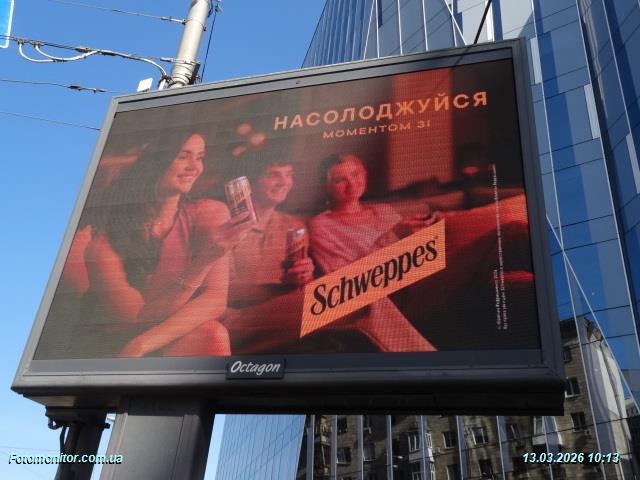 НАСОЛОДЖУЙСЯ
МОМЕНТОМ ЗІ
Schweppes
Octagon
Fotomonitor.com.ua
13.03.2026 10:13